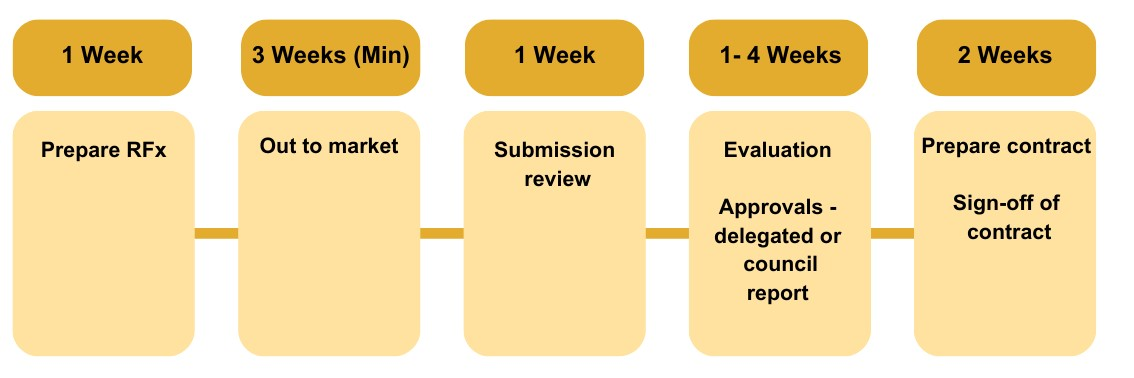 1 Week
3 Weeks (Min)
1 Week
1- 4 Weeks
2 Weeks
Prepare RFx
Out to market
Submission
review
Evaluation
Approvals -
delegated or
council
report
Prepare contract
Sign-off of
contract